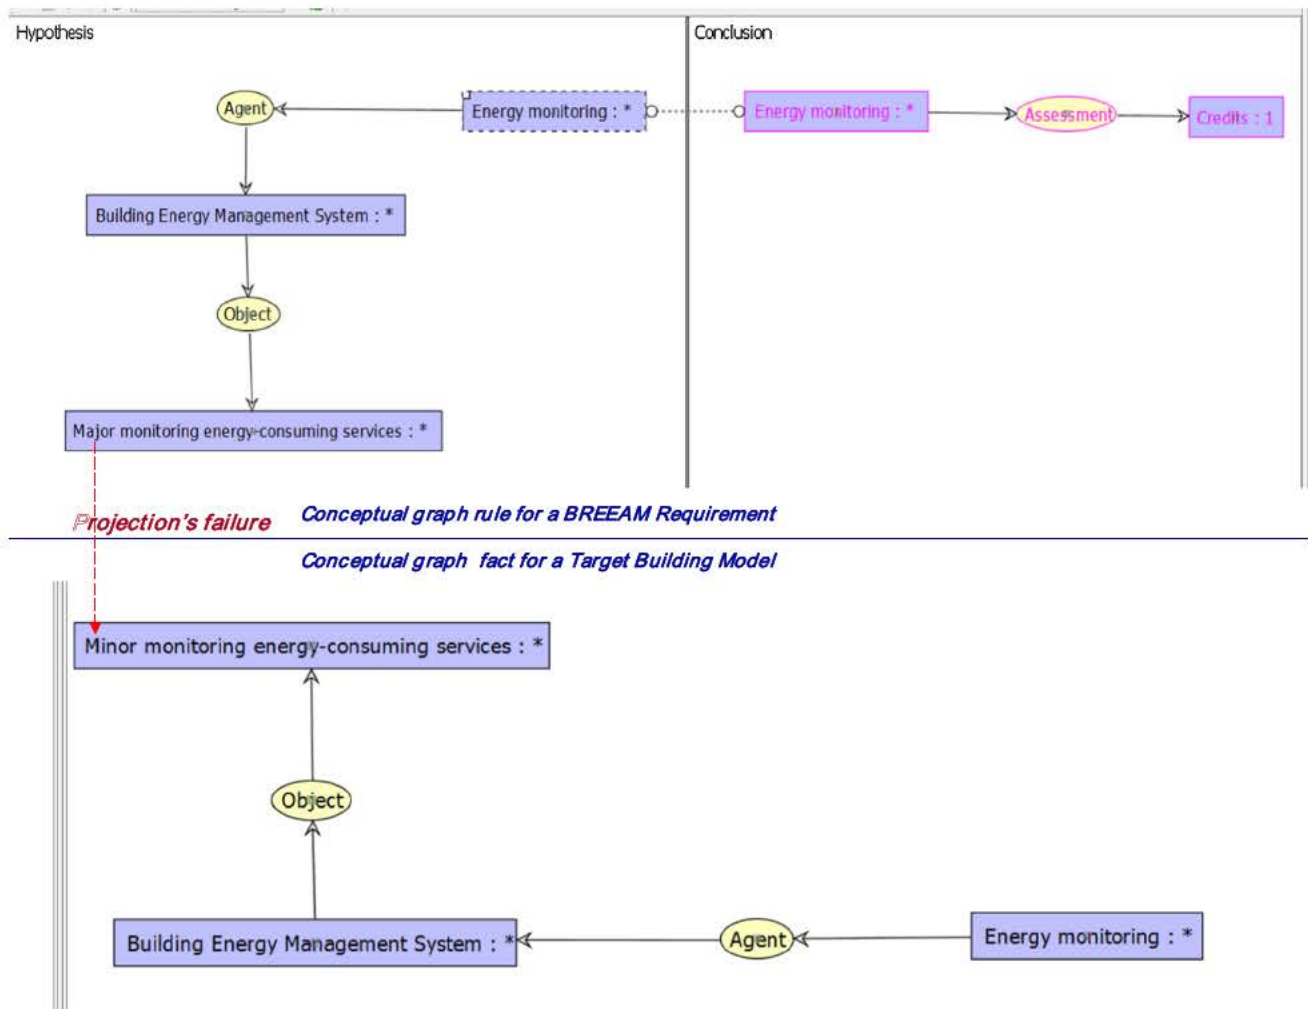 Hypothesis
Conclusion
Agent
Energy monitoring : *
Energy monitoring : *
Assessment
Credits : 1
Building Energy Management System : *
Object
Major monitoring energy-consuming services : *
Projection's failure
Conceptual graph rule for a BREEAM Requirement
Conceptual graph fact for a Target Building Model
Minor monitoring energy-consuming services : *
Object
Building Energy Management System : *
Agent
Energy monitoring : *